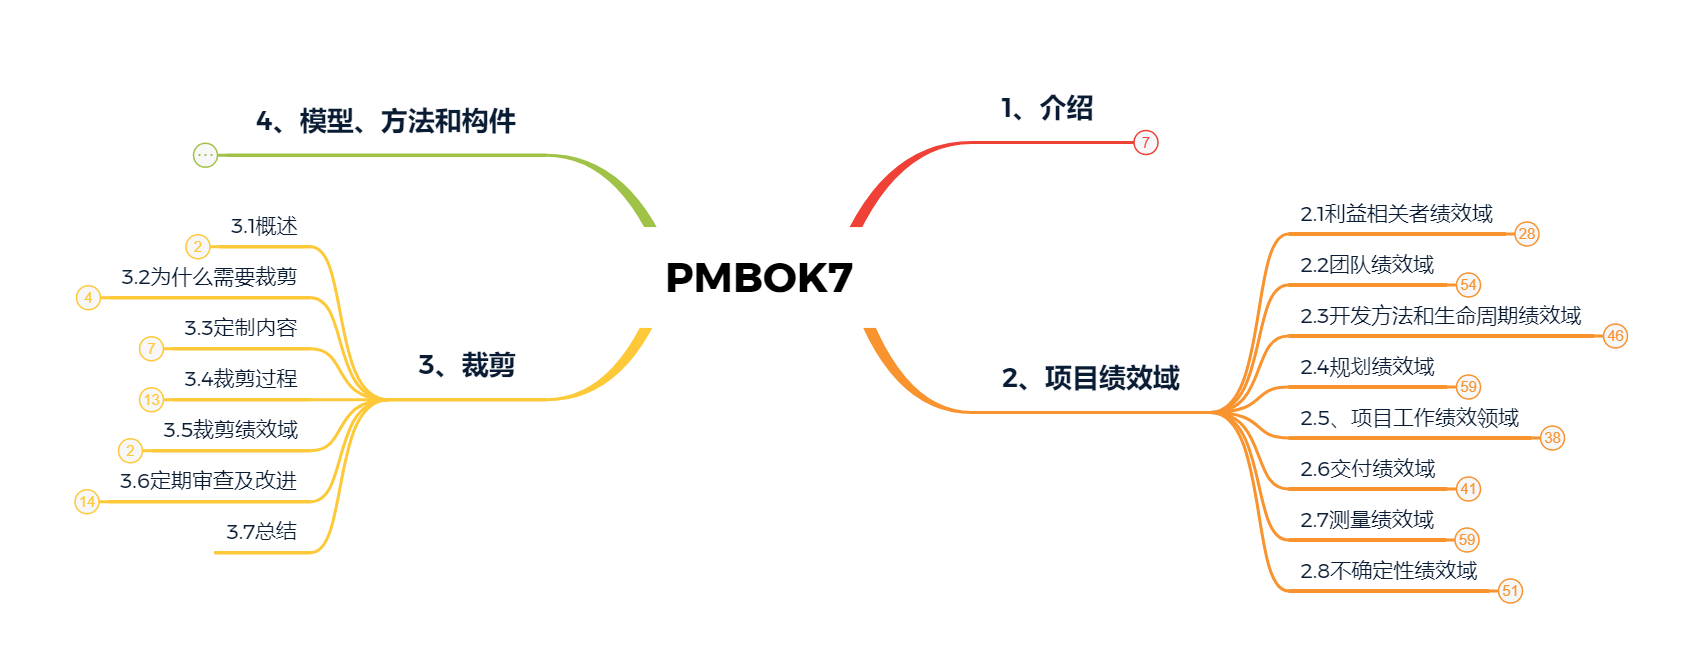 PMBOK7
1、介绍
7
2、项目绩效域
2.1利益相关者绩效域
28
2.2团队绩效域
54
2.3开发方法和生命周期绩效域
46
2.4规划绩效域
59
2.5、项目工作绩效领域
38
2.6交付绩效域
41
2.7测量绩效域
59
2.8不确定性绩效域
51
3、裁剪
3.1概述
2
3.2为什么需要裁剪
4
3.3定制内容
7
3.4裁剪过程
13
3.5裁剪绩效域
2
3.6定期审查及改进
14
3.7总结
4、模型、方法和构件
...